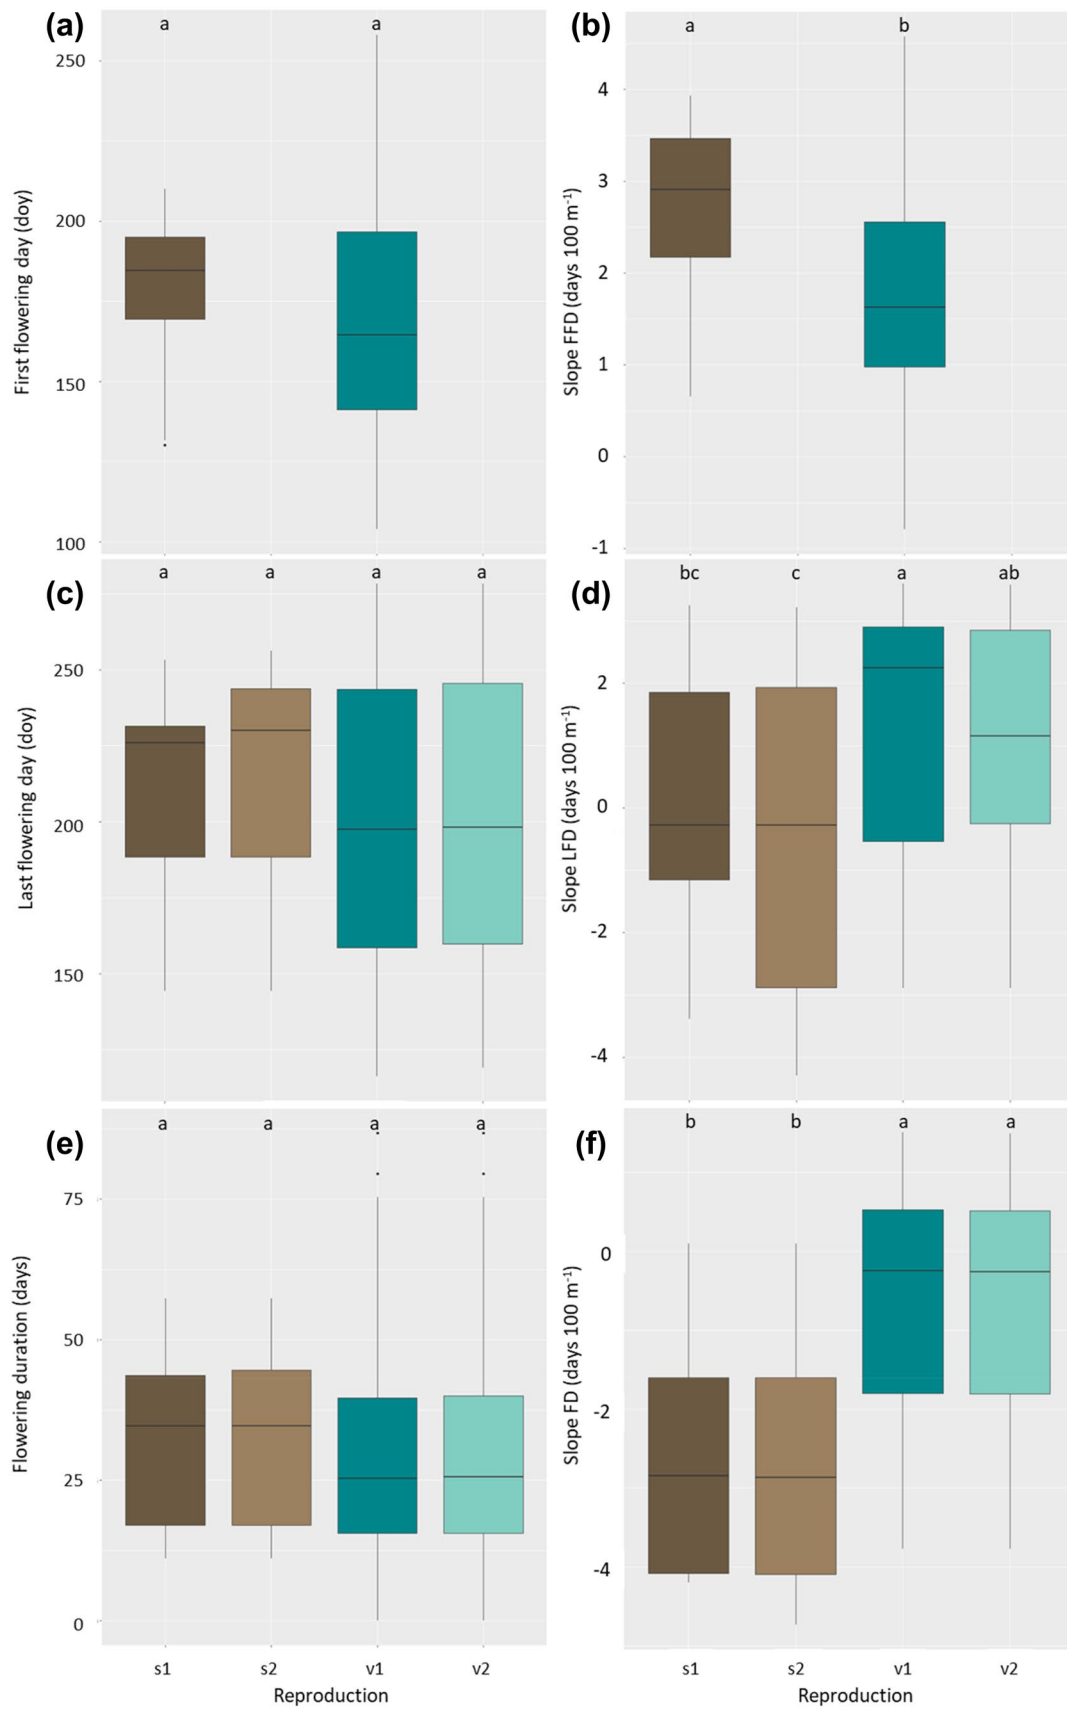 (a)
a a
250
200
150
100
First flowering day (doy)
(b)
a b
4
3
2
1
0
-1
Slope FFD (days 100 m⁻¹)
(c)
a a a a
250
200
150
Last flowering day (doy)
(d)
bc c a ab
2
0
-2
-4
Slope LFD (days 100 m⁻¹)
(e)
a a a a
75
50
25
0
Flowering duration (days)
s1 s2 v1 v2
Reproduction
(f)
b b a a
0
-2
-4
Slope FD (days 100 m⁻¹)
s1 s2 v1 v2
Reproduction